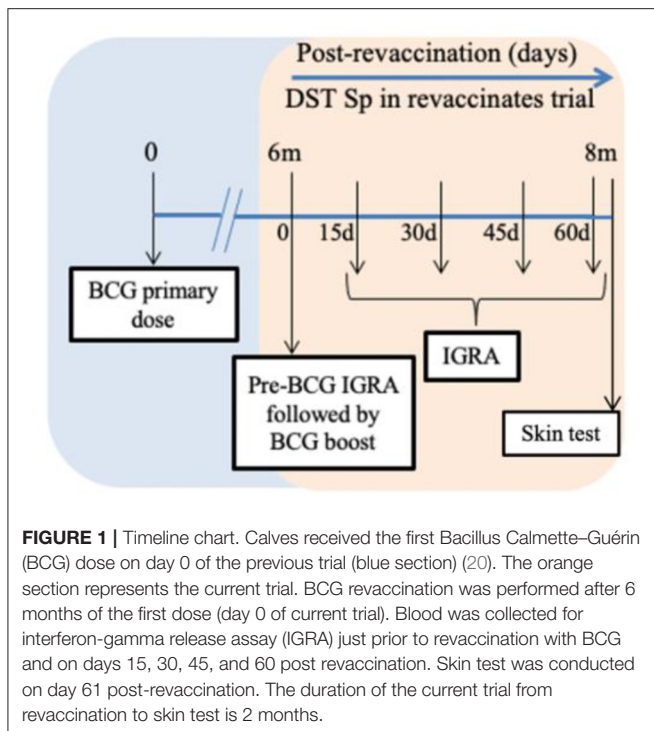 Post-revaccination (days)
DST Sp in revaccinates trial
0
6m
8m
0
15d
30d
45d
60d
BCG primary
dose
IGRA
Pre-BCG IGRA
followed by
BCG boost
Skin test
FIGURE 1 | Timeline chart. Calves received the first Bacillus Calmette–Guérin
(BCG) dose on day 0 of the previous trial (blue section) (20). The orange
section represents the current trial. BCG revaccination was performed after 6
months of the first dose (day 0 of current trial). Blood was collected for
interferon-gamma release assay (IGRA) just prior to revaccination with BCG
and on days 15, 30, 45, and 60 post revaccination. Skin test was conducted
on day 61 post-revaccination. The duration of the current trial from
revaccination to skin test is 2 months.